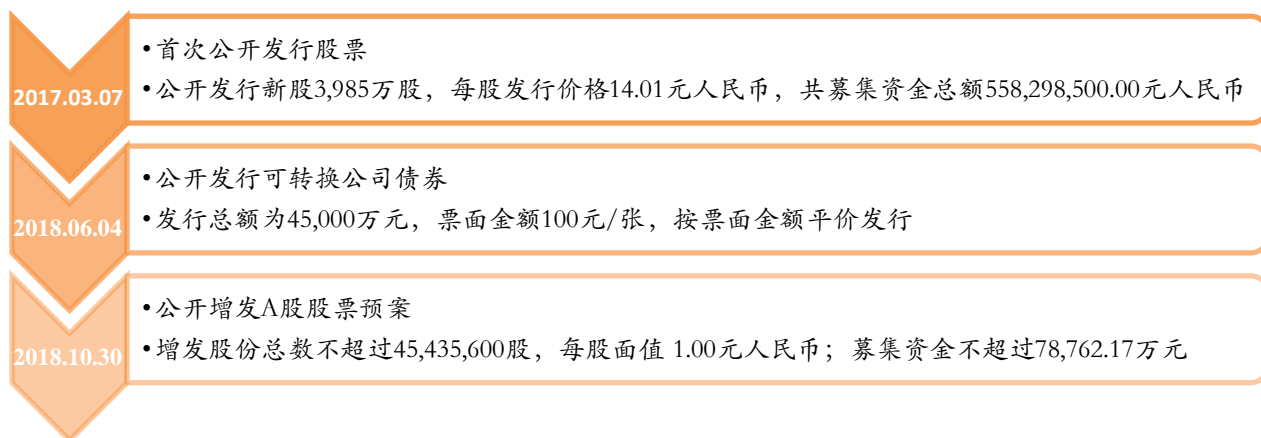 2017.03.07
•首次公开发行股票
•公开发行新股3,985万股，每股发行价格14.01元人民币，共募集资金总额558,298,500.00元人民币
2018.06.04
•公开发行可转换公司债券
•发行总额为45,000万元，票面金额100元/张，按票面金额平价发行
2018.10.30
•公开增发A股股票预案
•增发股份总数不超过45,435,600股，每股面值 1.00元人民币；募集资金不超过78,762.17万元